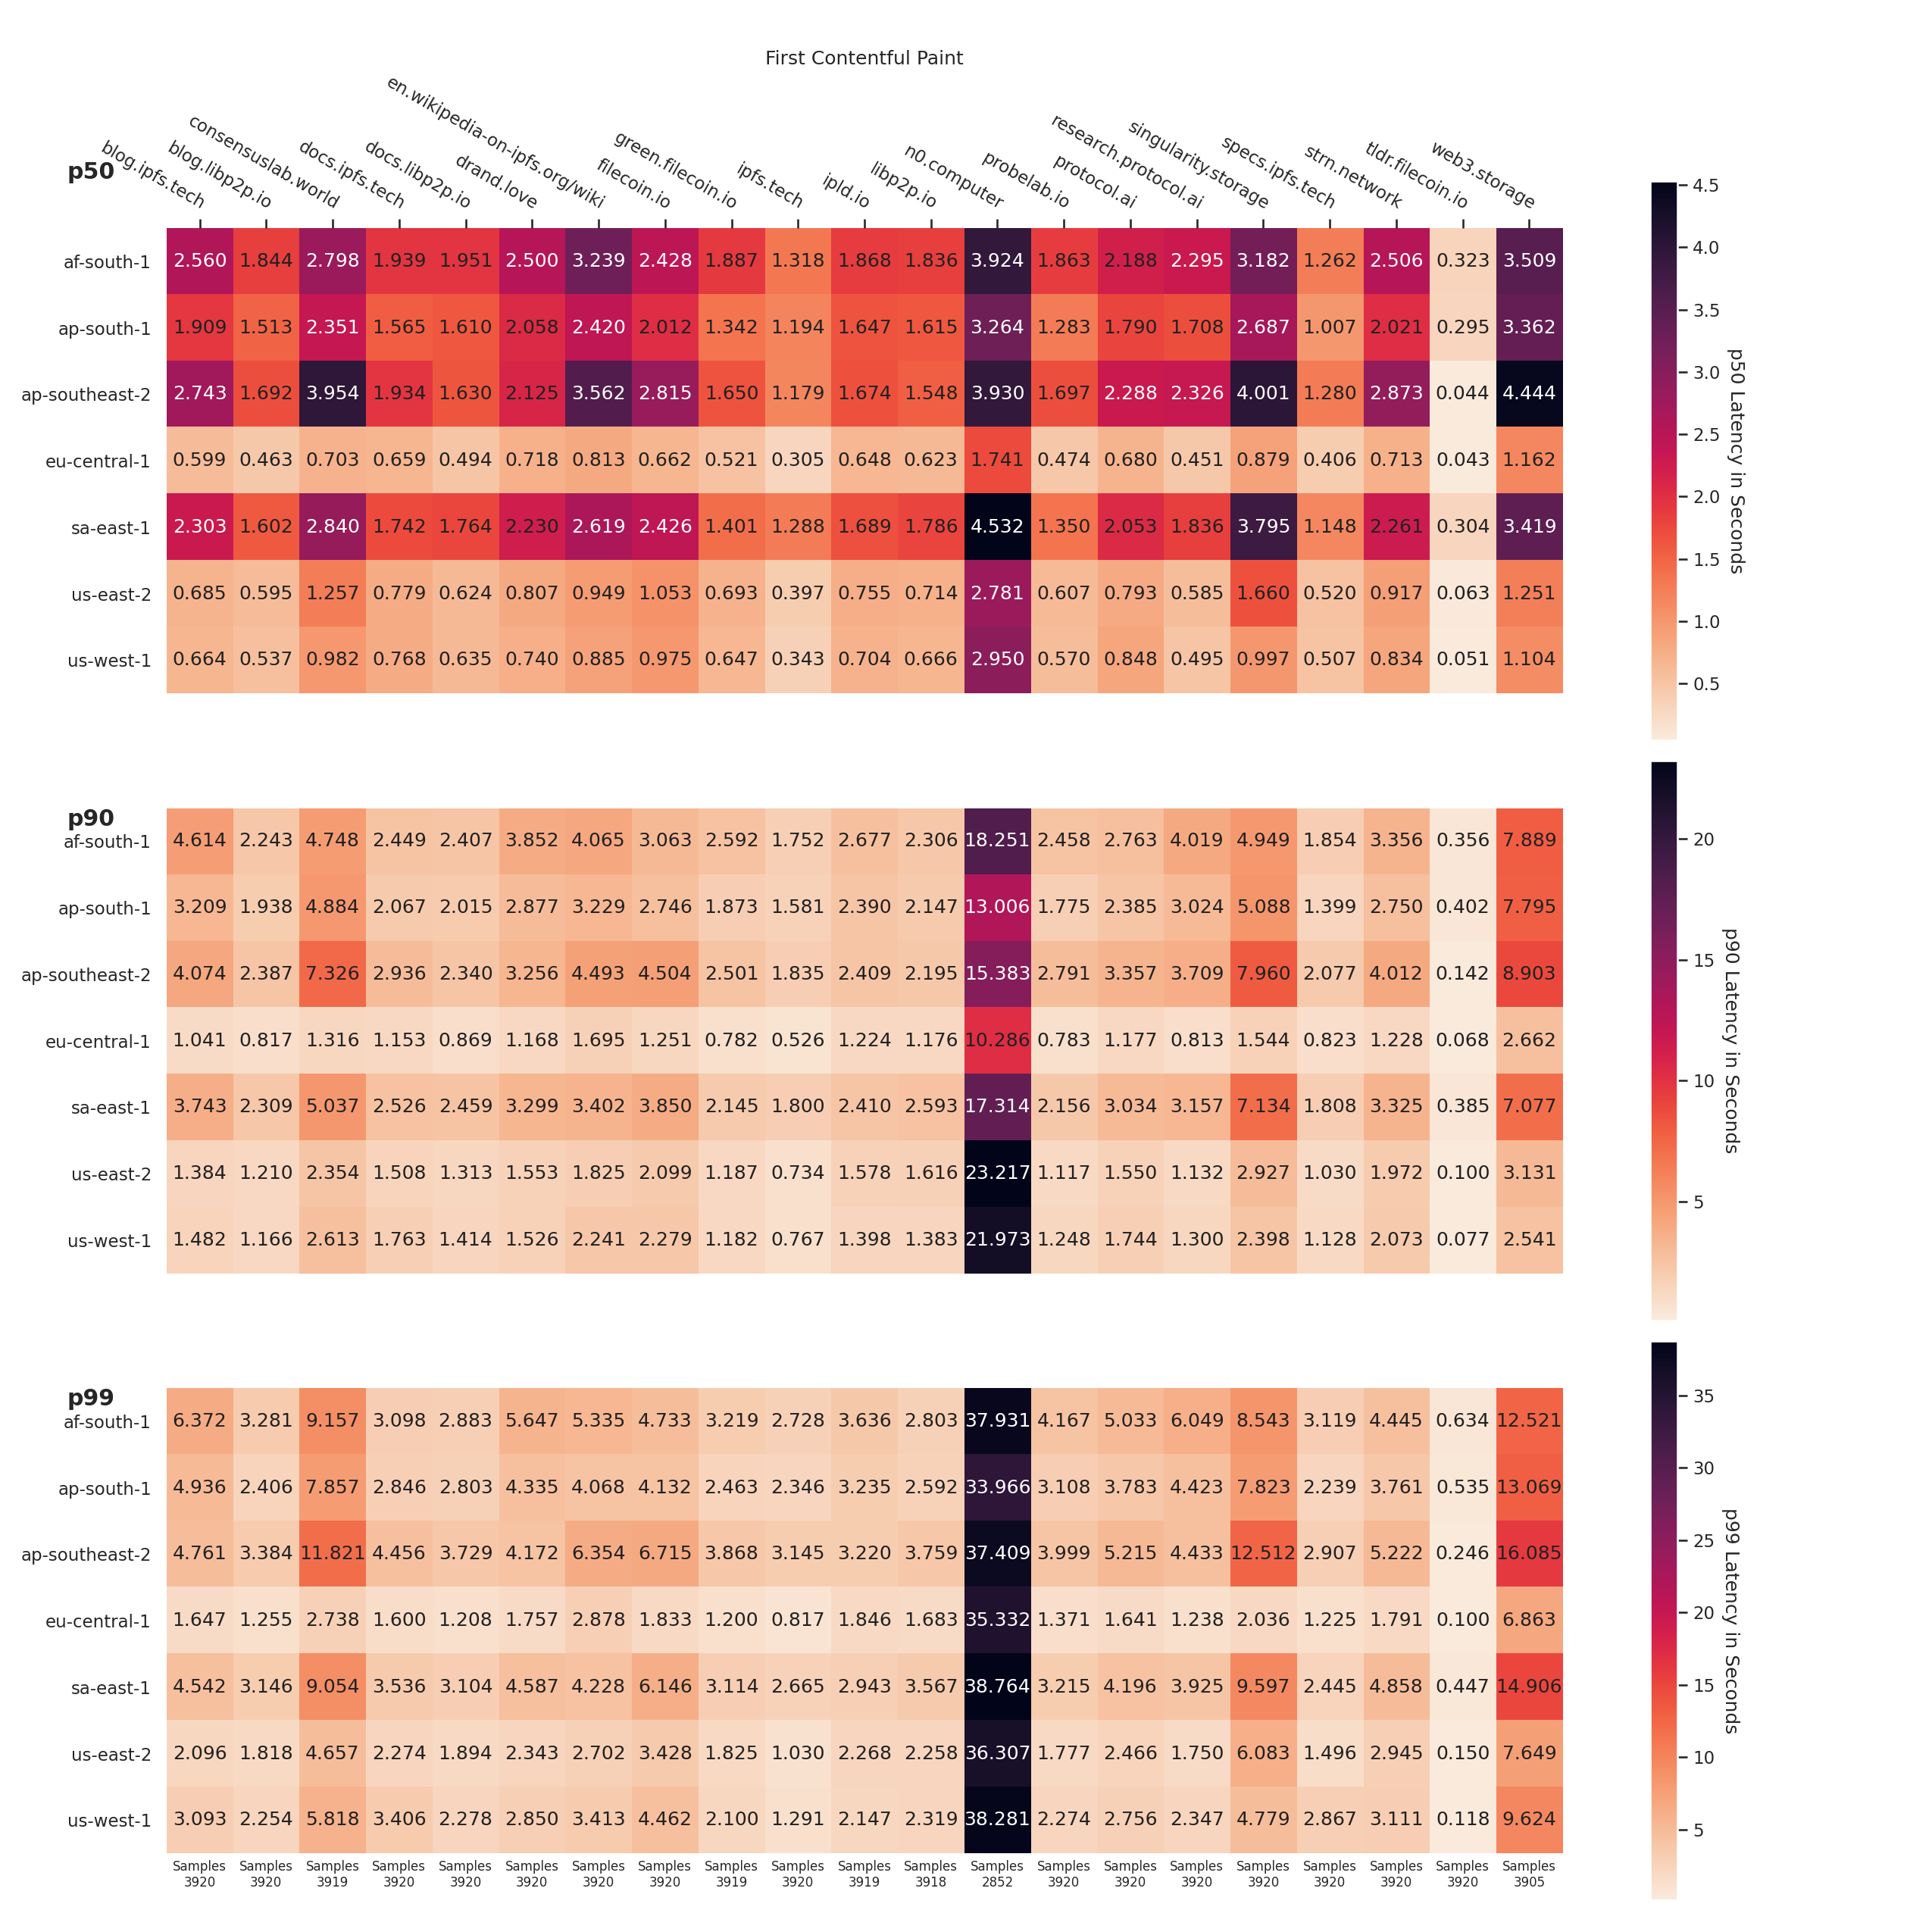 First Contentful Paint
p50
blog.ipfs.tech
blog.libp2p.io
consensuslab.world
docs.ipfs.tech
docs.libp2p.io
drand.love
en.wikipedia-on-ipfs.org/wiki
filecoin.io
green.filecoin.io
ipfs.tech
ipld.io
libp2p.io
n0.computer
probelab.io
protocol.ai
research.protocol.ai
singularity.storage
specs.ipfs.tech
strn.network
tldr.filecoin.io
web3.storage
af-south-1 2.560 1.844 2.798 1.939 1.951 2.500 3.239 2.428 1.887 1.318 1.868 1.836 3.924 1.863 2.188 2.295 3.182 1.262 2.506 0.323 3.509
ap-south-1 1.909 1.513 2.351 1.565 1.610 2.058 2.420 2.012 1.342 1.194 1.647 1.615 3.264 1.283 1.790 1.708 2.687 1.007 2.021 0.295 3.362
ap-southeast-2 2.743 1.692 3.954 1.934 1.630 2.125 3.562 2.815 1.650 1.179 1.674 1.548 3.930 1.697 2.288 2.326 4.001 1.280 2.873 0.044 4.444
eu-central-1 0.599 0.463 0.703 0.659 0.494 0.718 0.813 0.662 0.521 0.305 0.648 0.623 1.741 0.474 0.680 0.451 0.879 0.406 0.713 0.043 1.162
sa-east-1 2.303 1.602 2.840 1.742 1.764 2.230 2.619 2.426 1.401 1.288 1.689 1.786 4.532 1.350 2.053 1.836 3.795 1.148 2.261 0.304 3.419
us-east-2 0.685 0.595 1.257 0.779 0.624 0.807 0.949 1.053 0.693 0.397 0.755 0.714 2.781 0.607 0.793 0.585 1.660 0.520 0.917 0.063 1.251
us-west-1 0.664 0.537 0.982 0.768 0.635 0.740 0.885 0.975 0.647 0.343 0.704 0.666 2.950 0.570 0.848 0.495 0.997 0.507 0.834 0.051 1.104
4.5
4.0
3.5
3.0
2.5
2.0
1.5
1.0
0.5
p50 Latency in Seconds
p90
af-south-1 4.614 2.243 4.748 2.449 2.407 3.852 4.065 3.063 2.592 1.752 2.677 2.306 18.251 2.458 2.763 4.019 4.949 1.854 3.356 0.356 7.889
ap-south-1 3.209 1.938 4.884 2.067 2.015 2.877 3.229 2.746 1.873 1.581 2.390 2.147 13.006 1.775 2.385 3.024 5.088 1.399 2.750 0.402 7.795
ap-southeast-2 4.074 2.387 7.326 2.936 2.340 3.256 4.493 4.504 2.501 1.835 2.409 2.195 15.383 2.791 3.357 3.709 7.960 2.077 4.012 0.142 8.903
eu-central-1 1.041 0.817 1.316 1.153 0.869 1.168 1.695 1.251 0.782 0.526 1.224 1.176 10.286 0.783 1.177 0.813 1.544 0.823 1.228 0.068 2.662
sa-east-1 3.743 2.309 5.037 2.526 2.459 3.299 3.402 3.850 2.145 1.800 2.410 2.593 17.314 2.156 3.034 3.157 7.134 1.808 3.325 0.385 7.077
us-east-2 1.384 1.210 2.354 1.508 1.313 1.553 1.825 2.099 1.187 0.734 1.578 1.616 23.217 1.117 1.550 1.132 2.927 1.030 1.972 0.100 3.131
us-west-1 1.482 1.166 2.613 1.763 1.414 1.526 2.241 2.279 1.182 0.767 1.398 1.383 21.973 1.248 1.744 1.300 2.398 1.128 2.073 0.077 2.541
20
15
10
5
p90 Latency in Seconds
p99
af-south-1 6.372 3.281 9.157 3.098 2.883 5.647 5.335 4.733 3.219 2.728 3.636 2.803 37.931 4.167 5.033 6.049 8.543 3.119 4.445 0.634 12.521
ap-south-1 4.936 2.406 7.857 2.846 2.803 4.335 4.068 4.132 2.463 2.346 3.235 2.592 33.966 3.108 3.783 4.423 7.823 2.239 3.761 0.535 13.069
ap-southeast-2 4.761 3.384 11.821 4.456 3.729 4.172 6.354 6.715 3.868 3.145 3.220 3.759 37.409 3.999 5.215 4.433 12.512 2.907 5.222 0.246 16.085
eu-central-1 1.647 1.255 2.738 1.600 1.208 1.757 2.878 1.833 1.200 0.817 1.846 1.683 35.332 1.371 1.641 1.238 2.036 1.225 1.791 0.100 6.863
sa-east-1 4.542 3.146 9.054 3.536 3.104 4.587 4.228 6.146 3.114 2.665 2.943 3.567 38.764 3.215 4.196 3.925 9.597 2.445 4.858 0.447 14.906
us-east-2 2.096 1.818 4.657 2.274 1.894 2.343 2.702 3.428 1.825 1.030 2.268 2.258 36.307 1.777 2.466 1.750 6.083 1.496 2.945 0.150 7.649
us-west-1 3.093 2.254 5.818 3.406 2.278 2.850 3.413 4.462 2.100 1.291 2.147 2.319 38.281 2.274 2.756 2.347 4.779 2.867 3.111 0.118 9.624
Samples Samples Samples Samples Samples Samples Samples Samples Samples Samples Samples Samples Samples Samples Samples Samples Samples Samples Samples Samples Samples
3920 3920 3919 3920 3920 3920 3920 3920 3919 3920 3919 3918 2852 3920 3920 3920 3920 3920 3920 3920 3905
35
30
25
20
15
10
5
p99 Latency in Seconds